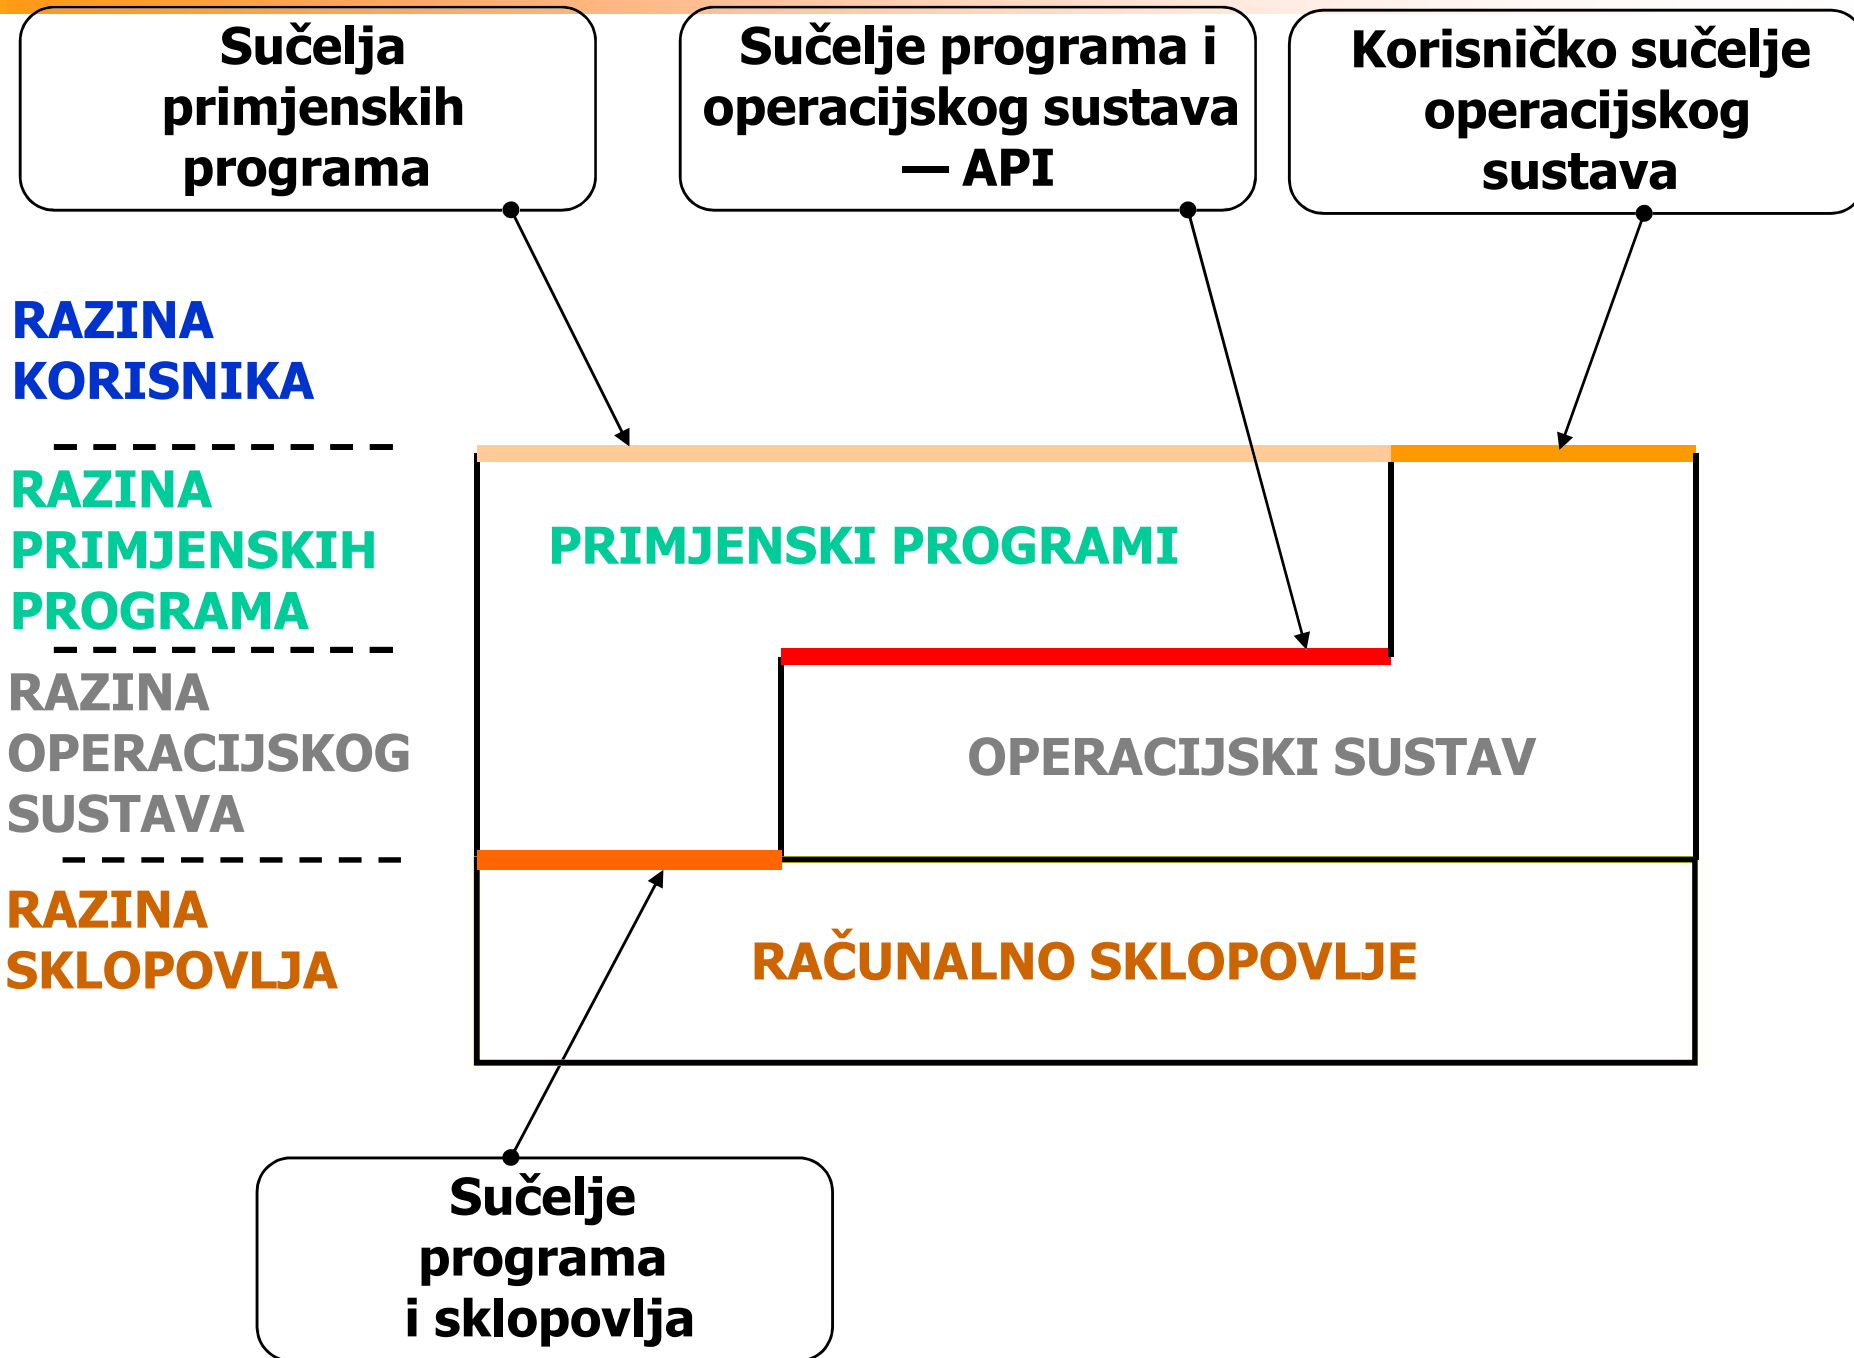 Sučelja
primjenskih
programa
Sučelje programa i
operacijskog sustava
— API
Korisničko sučelje
operacijskog
sustava
RAZINA
KORISNIKA
RAZINA
PRIMJENSKIH
PROGRAMA
PRIMJENSKI PROGRAMI
RAZINA
OPERACIJSKOG
SUSTAVA
OPERACIJSKI SUSTAV
RAZINA
SKLOPOVLJA
RAČUNALNO SKLOPOVLJE
Sučelje
programa
i sklopovlja